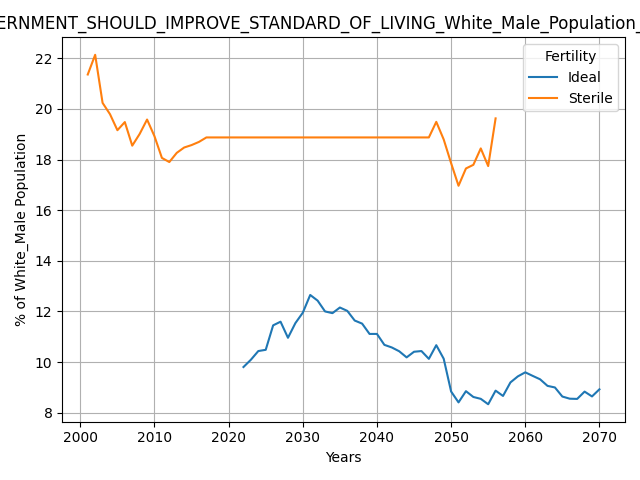 ERNMENT_SHOULD_IMPROVE_STANDARD_OF_LIVING_White_Male_Population_
Fertility
Ideal
Sterile
% of White_Male Population
22
20
18
16
14
12
10
8
2000 2010 2020 2030 2040 2050 2060 2070
Years